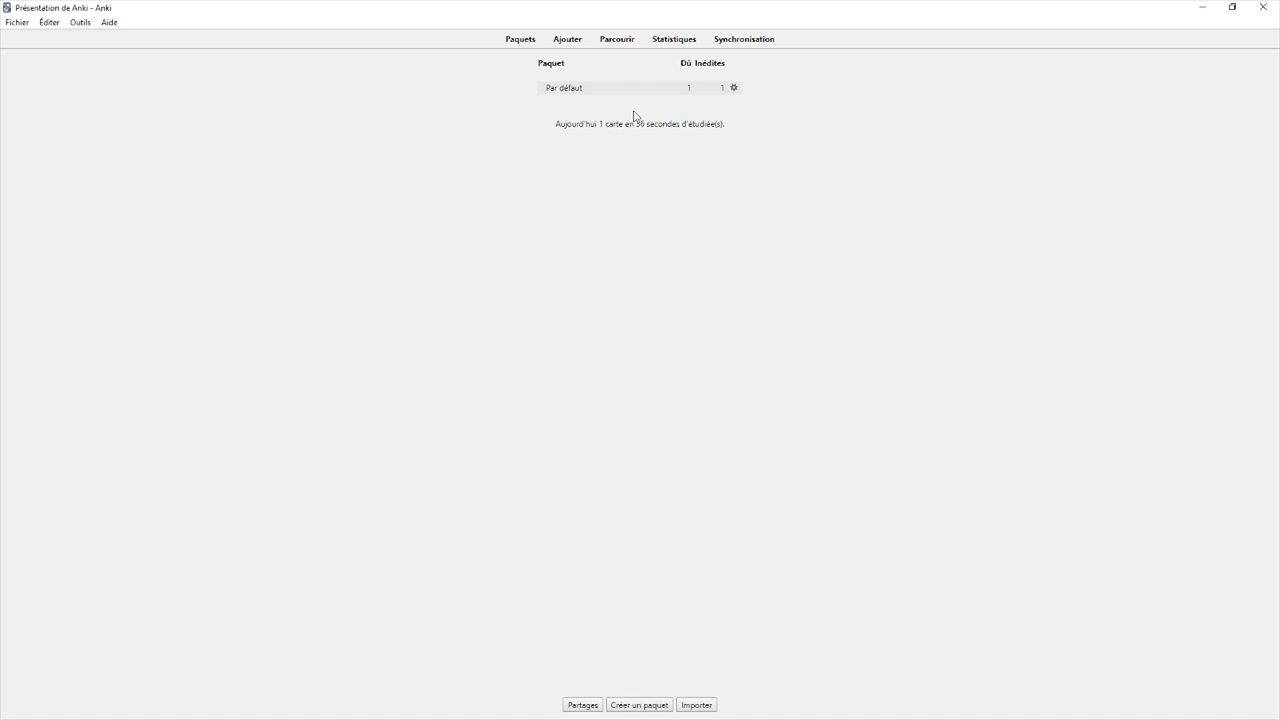 Présentation de Anki - Anki
Fichier Éditer Outils Aide
Paquets Ajouter Parcourir Statistiques Synchronisation
Paquet Dû Inédites
Par défaut 1 1
Aujourd'hui 1 carte en 36 secondes d'étudiée(s).
Partages Créer un paquet Importer